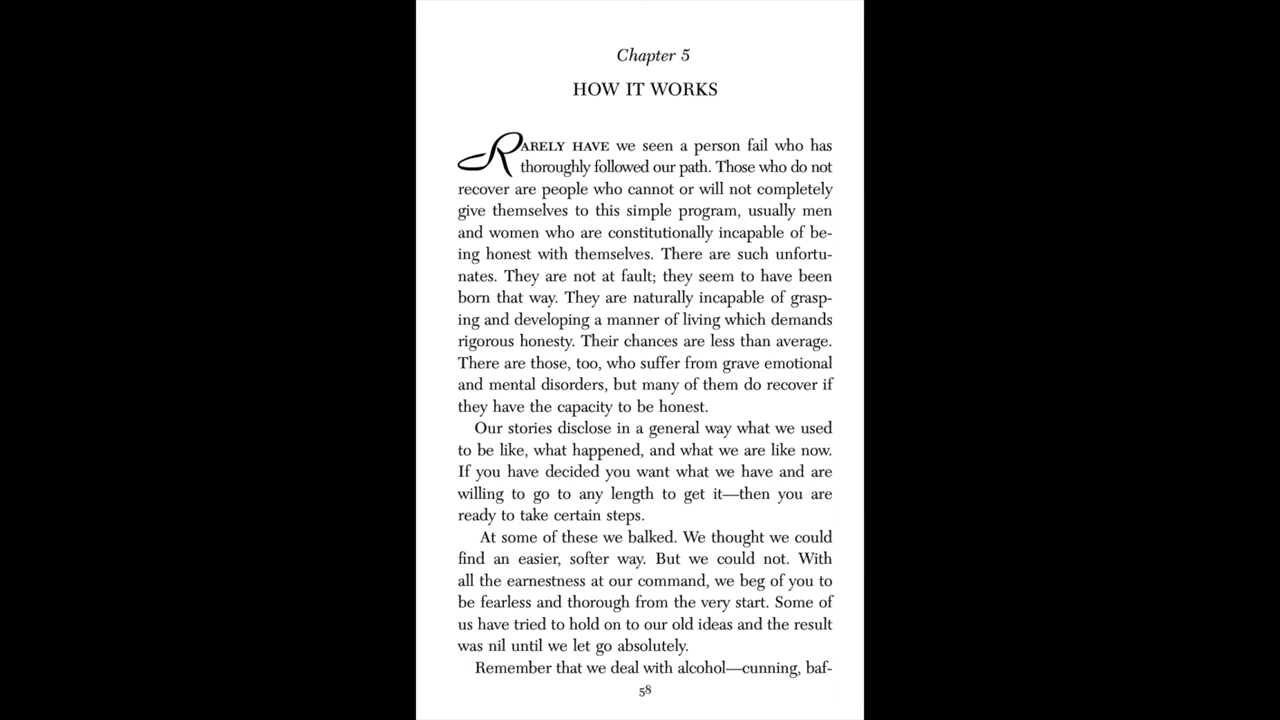 Chapter 5
HOW IT WORKS
RARELY HAVE we seen a person fail who has
thoroughly followed our path. Those who do not
recover are people who cannot or will not completely
give themselves to this simple program, usually men
and women who are constitutionally incapable of be-
ing honest with themselves. There are such unfortu-
nates. They are not at fault; they seem to have been
born that way. They are naturally incapable of grasp-
ing and developing a manner of living which demands
rigorous honesty. Their chances are less than average.
There are those, too, who suffer from grave emotional
and mental disorders, but many of them do recover if
they have the capacity to be honest.
Our stories disclose in a general way what we used
to be like, what happened, and what we are like now.
If you have decided you want what we have and are
willing to go to any length to get it—then you are
ready to take certain steps.
At some of these we balked. We thought we could
find an easier, softer way. But we could not. With
all the earnestness at our command, we beg of you to
be fearless and thorough from the very start. Some of
us have tried to hold on to our old ideas and the result
was nil until we let go absolutely.
Remember that we deal with alcohol—cunning, baf-
58